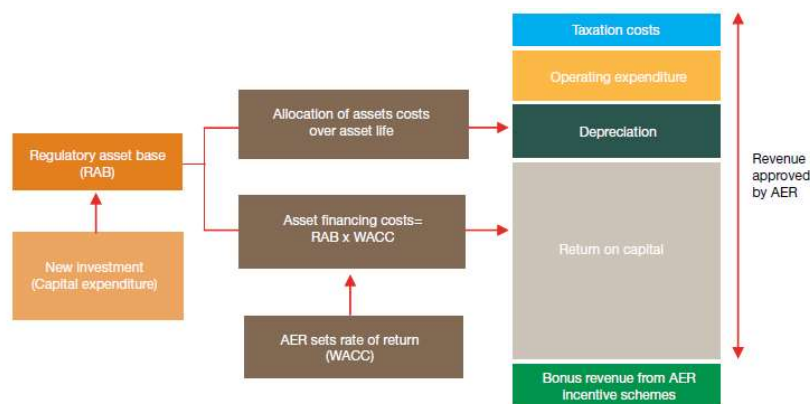 Taxation costs
Operating expenditure
Allocation of assets costs
over asset life
Depreciation
Regulatory asset base
(RAB)
Revenue
approved
by AER
Asset financing costs=
RAB x WACC
Return on capital
New investment
(Capital expenditure)
AER sets rate of return
(WACC)
Bonus revenue from AER
Incentive schemes